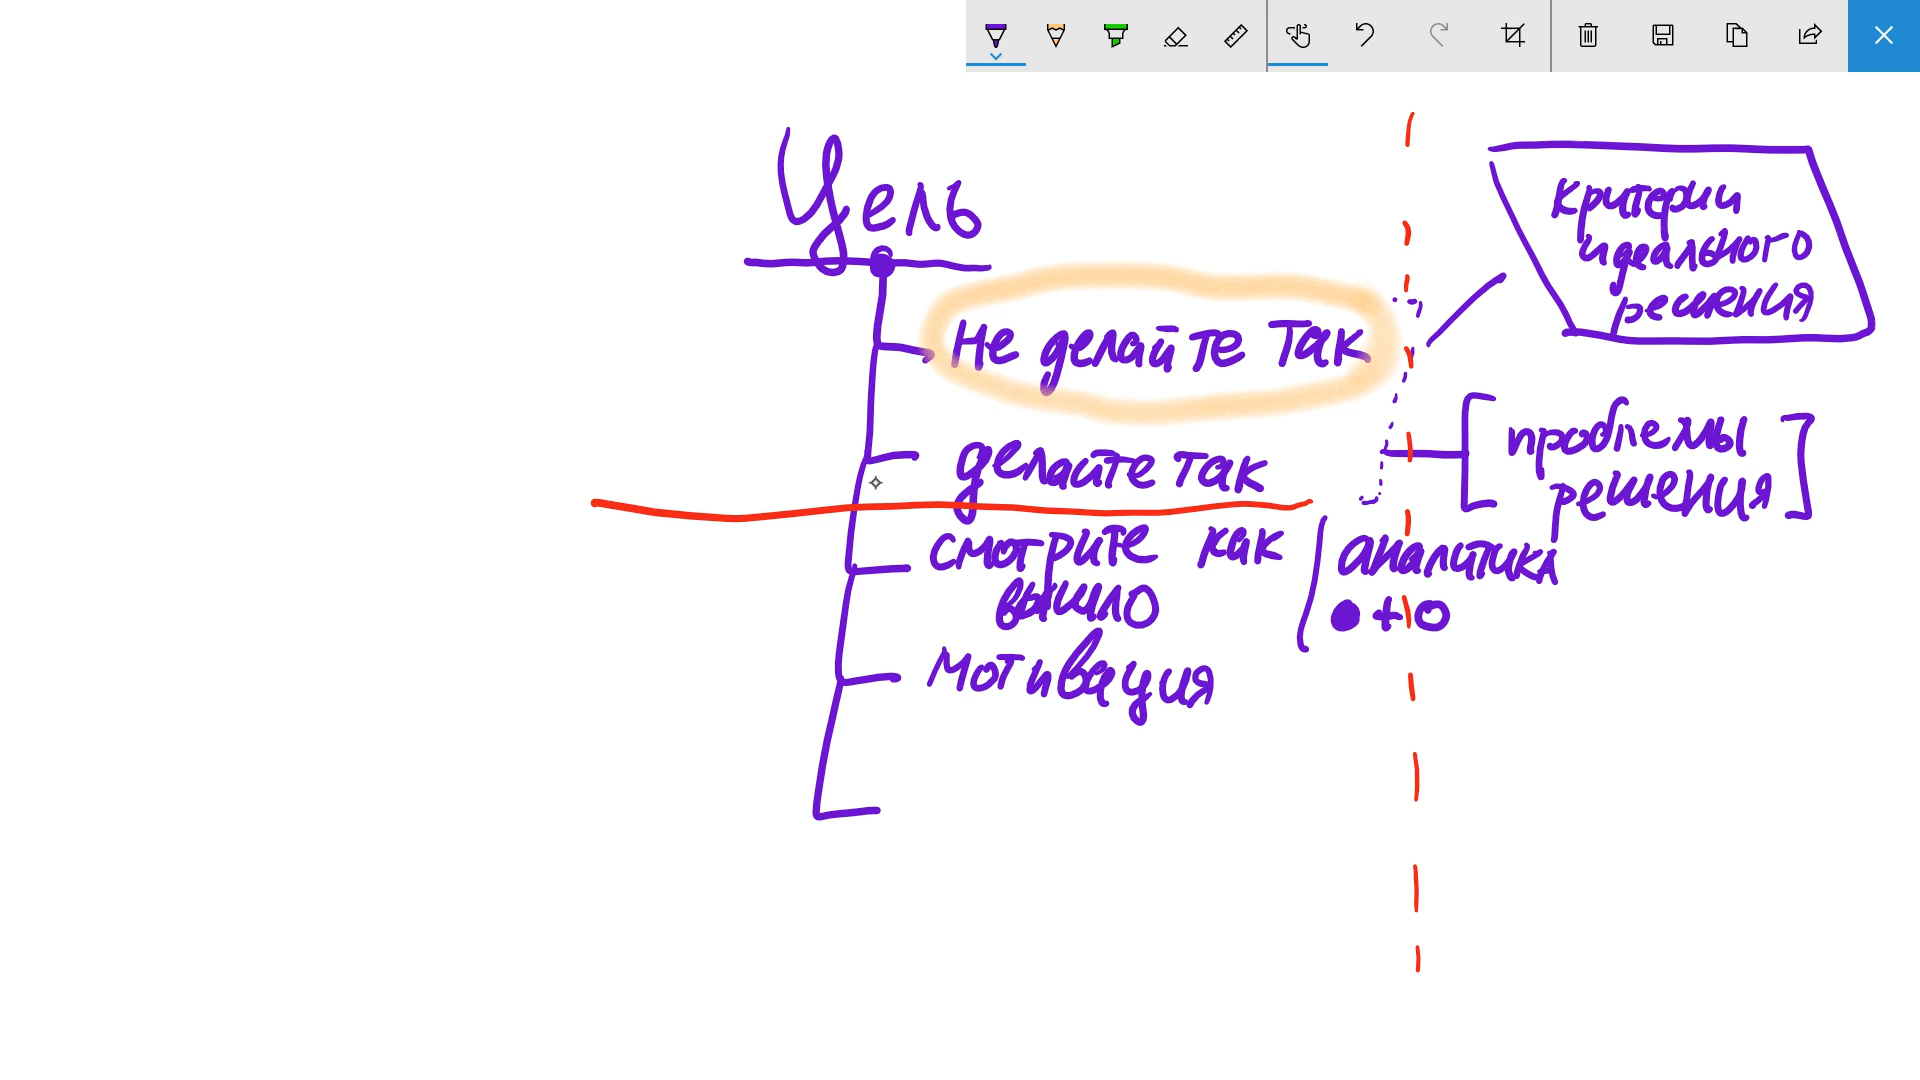 Цель
Не делайте так
делайте так
смотрите как
вышло
мотивация
аналитика
+
Критерии
идеального
решения
проблемы
решения